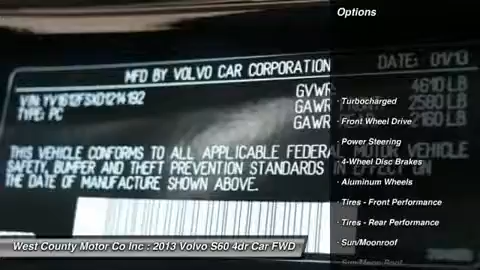 Options
MFD BY VOLVO CAR CORPORATION
DATE: 01/13
GVWR
4610 LB
GAWR
2580 LB
GAWR
2160 LB
TYPE: PC
THIS VEHICLE CONFORMS TO ALL APPLICABLE FEDERAL MOTOR VEHICLE
SAFETY, BUMPER AND THEFT PREVENTION STANDARDS IN EFFECT ON
THE DATE OF MANUFACTURE SHOWN ABOVE.
· Turbocharged
· Front Wheel Drive
· Power Steering
· 4-Wheel Disc Brakes
· Aluminum Wheels
· Tires - Front Performance
· Tires - Rear Performance
· Sun/Moonroof
West County Motor Co Inc : 2013 Volvo S60 4dr Car FWD